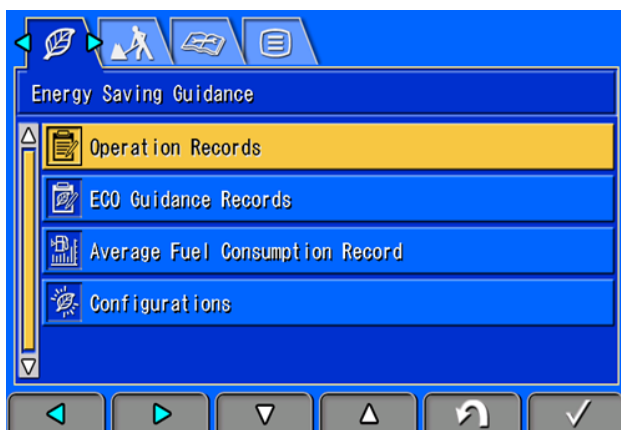 Energy Saving Guidance
Operation Records
ECO Guidance Records
Average Fuel Consumption Record
Configurations